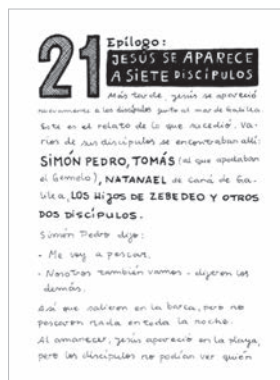 21 Epílogo:
JESÚS SE APARECE
A SIETE DISCÍPULOS
Más tarde, Jesús se apareció
nuevamente a los discípulos junto al mar de Galilea.
Este es el relato de lo que sucedió. Va-
rios de sus discípulos se encontraban allí:
SIMÓN PEDRO, TOMÁS (al que apodaban
el Gemelo), NATANAEL de Caná de Ga-
lilea, LOS HIJOS DE ZEBEDEO Y OTROS
DOS DISCÍPULOS.
Simón Pedro dijo:
- Me voy a pescar.
- Nosotros también vamos - dijeron los
demás.
Así que salieron en la barca, pero no
pescaron nada en toda la noche.
Al amanecer, Jesús apareció en la playa,
pero los discípulos no podían ver quién